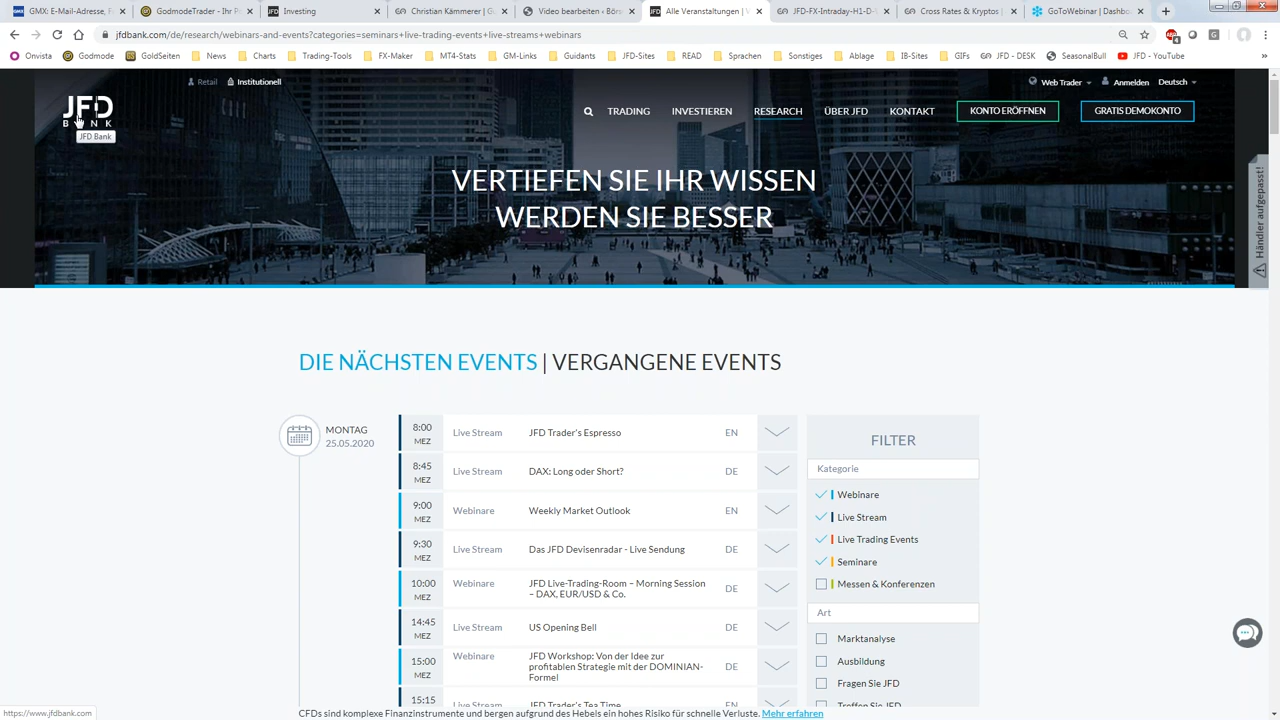 GMX: E-Mail-Adresse, F
GodmodeTrader - Ihr P
Investing
Christian Kämmerer | G
Video bearbeiten ‹ Börs
Alle Veranstaltungen | V
JFD-FX-Intraday-H1-D-
Cross Rates & Kryptos |
GoToWebinar | Dashbo
jfdbank.com/de/research/webinars-and-events?categories=seminars+live-trading-events+live-streams+webinars
Onvista
Godmode
GoldSeiten
News
Charts
Trading-Tools
FX-Maker
MT4-Stats
GM-Links
Guidants
JFD-Sites
READ
Sprachen
Sonstiges
Ablage
IB-Sites
GIFs
JFD - DESK
SeasonalBull
JFD - YouTube
Retail
Institutionell
Web Trader
Anmelden
Deutsch
JFD
BANK
JFD Bank
TRADING
INVESTIEREN
RESEARCH
ÜBER JFD
KONTAKT
KONTO ERÖFFNEN
GRATIS DEMOKONTO
VERTIEFEN SIE IHR WISSEN
WERDEN SIE BESSER
Händler aufgepasst!
DIE NÄCHSTEN EVENTS | VERGANGENE EVENTS
MONTAG
25.05.2020
8:00 MEZ Live Stream JFD Trader's Espresso EN
8:45 MEZ Live Stream DAX: Long oder Short? DE
9:00 MEZ Webinare Weekly Market Outlook EN
9:30 MEZ Live Stream Das JFD Devisenradar - Live Sendung DE
10:00 MEZ Webinare JFD Live-Trading-Room – Morning Session
– DAX, EUR/USD & Co. DE
14:45 MEZ Live Stream US Opening Bell DE
15:00 MEZ Webinare JFD Workshop: Von der Idee zur
profitablen Strategie mit der DOMINIAN-
Formel DE
15:15 Live Stream JFD Trader's Tea Time EN
FILTER
Kategorie
Webinare
Live Stream
Live Trading Events
Seminare
Messen & Konferenzen
Art
Marktanalyse
Ausbildung
Fragen Sie JFD
Treffen Sie JFD
https://www.jfdbank.com
CFDs sind komplexe Finanzinstrumente und bergen aufgrund des Hebels ein hohes Risiko für schnelle Verluste. Mehr erfahren